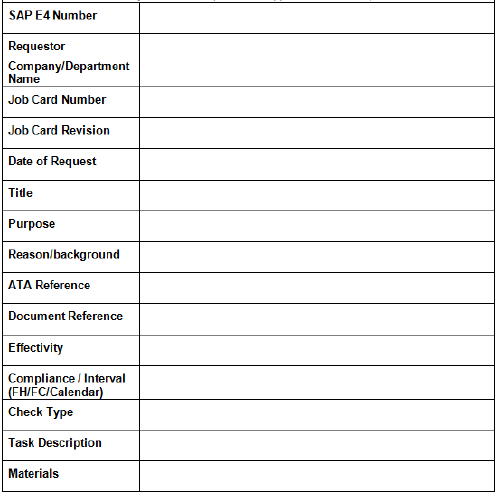 SAP E4 Number
Requestor
Company/Department
Name
Job Card Number
Job Card Revision
Date of Request
Title
Purpose
Reason/background
ATA Reference
Document Reference
Effectivity
Compliance / Interval
(FH/FC/Calendar)
Check Type
Task Description
Materials